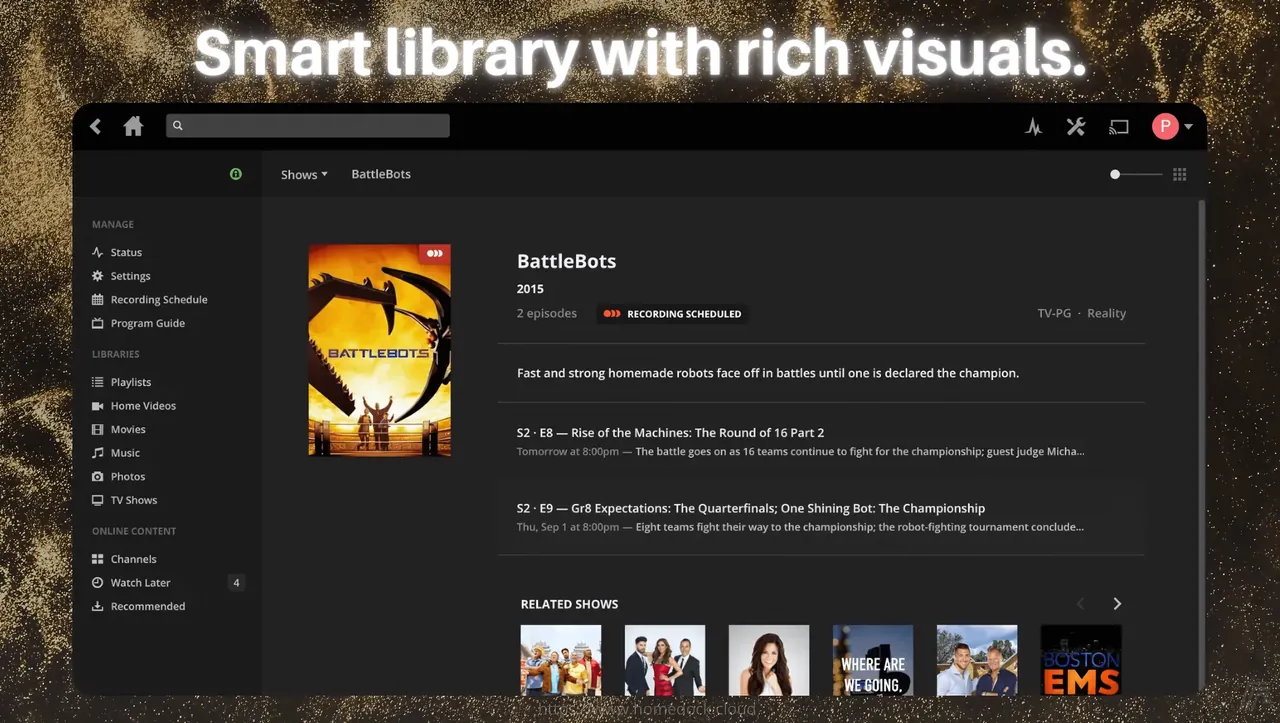 Smart library with rich visuals.
P
Shows BattleBots
MANAGE
Status
Settings
Recording Schedule
Program Guide
LIBRARIES
Playlists
Home Videos
Movies
Music
Photos
TV Shows
ONLINE CONTENT
Channels
Watch Later 4
Recommended
BATTLEBOTS
BattleBots
2015
2 episodes RECORDING SCHEDULED TV-PG · Reality
Fast and strong homemade robots face off in battles until one is declared the champion.
S2 · E8 — Rise of the Machines: The Round of 16 Part 2
Tomorrow at 8:00pm — The battle goes on as 16 teams continue to fight for the championship; guest judge Micha...
S2 · E9 — Gr8 Expectations: The Quarterfinals; One Shining Bot: The Championship
Thu, Sep 1 at 8:00pm — Eight teams fight their way to the championship; the robot-fighting tournament conclude...
RELATED SHOWS
WHERE ARE
WE GOING,
BOSTON
EMS
https://www.homedock.cloud